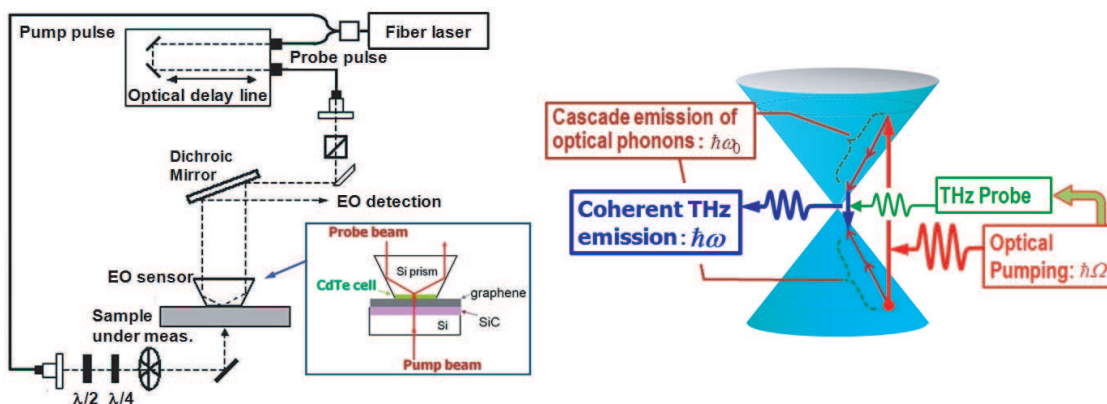 Pump pulse
Fiber laser
Probe pulse
Optical delay line
Dichroic
Mirror
EO detection
EO sensor
Sample
under meas.
λ/2 λ/4
Probe beam
Si prism
CdTe cell
graphene
SiC
Si
Pump beam
Cascade emission of
optical phonons : ħω₀
Coherent THz
emission : ħω
THz Probe
Optical
Pumping: ħΩ